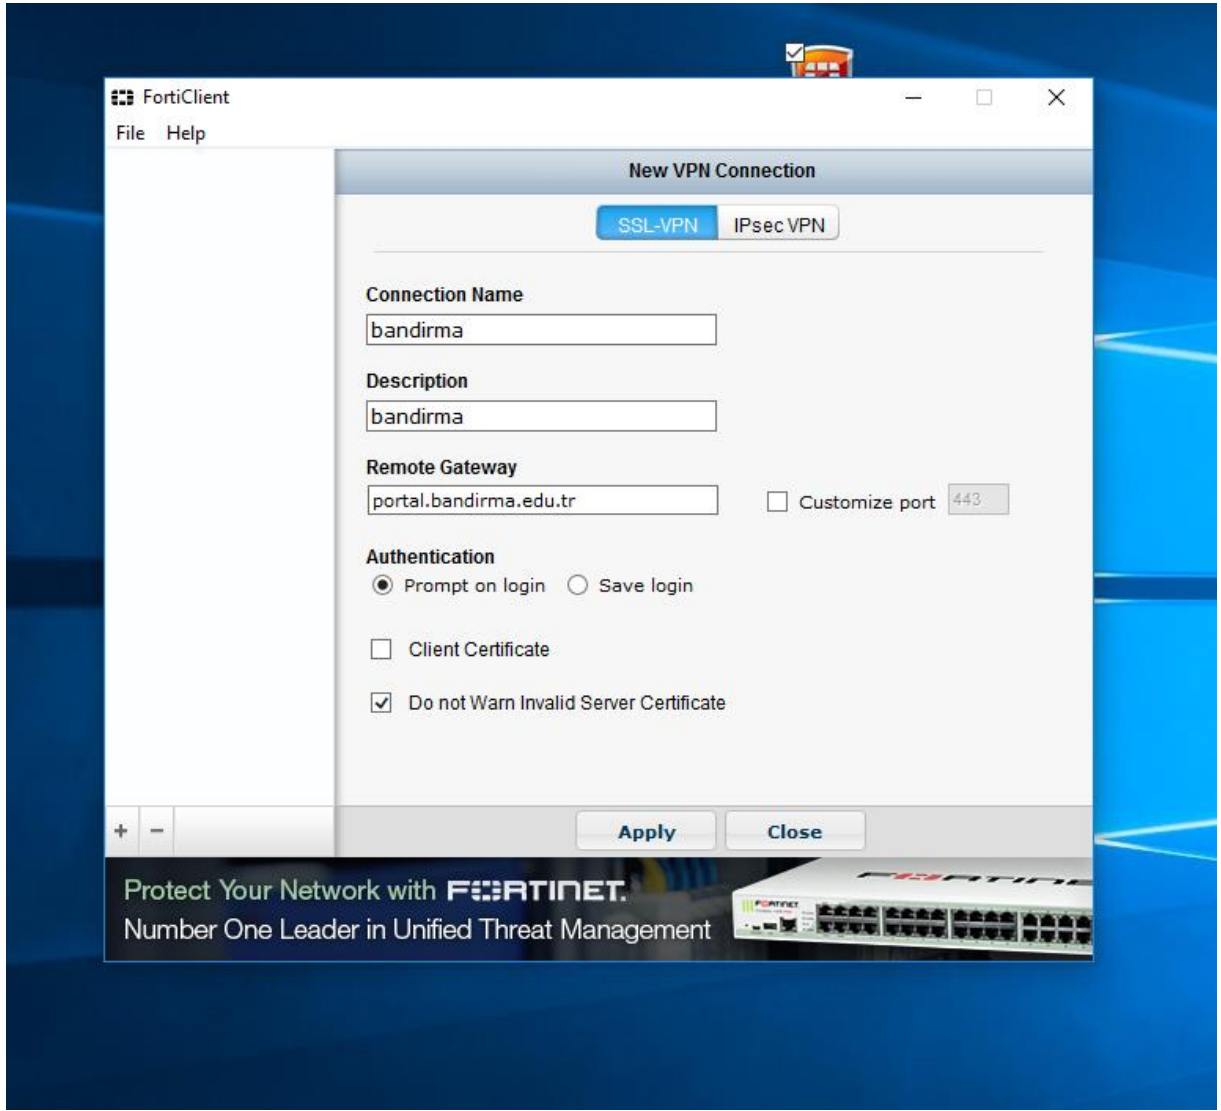 FortiClient
File Help
New VPN Connection
SSL-VPN IPsec VPN
Connection Name
bandirma
Description
bandirma
Remote Gateway
portal.bandirma.edu.tr Customize port 443
Authentication
Prompt on login Save login
Client Certificate
Do not Warn Invalid Server Certificate
+ − Apply Close
Protect Your Network with FORTINET.
Number One Leader in Unified Threat Management
FORTINET